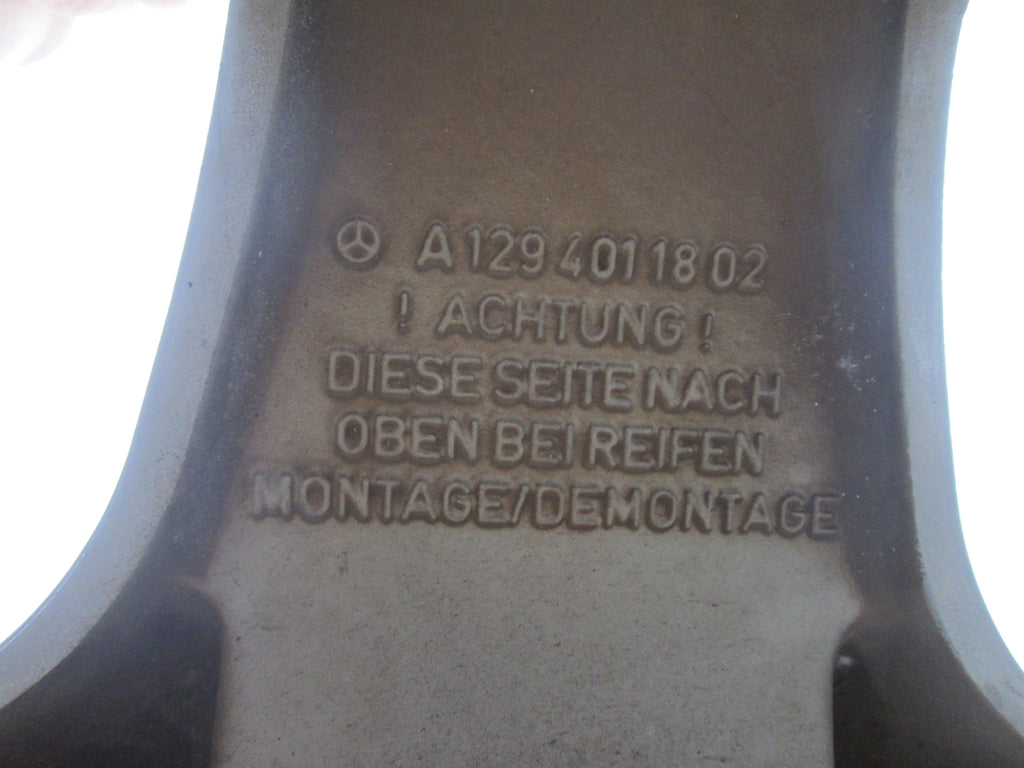 A 129 401 18 02
! ACHTUNG !
DIESE SEITE NACH
OBEN BEI REIFEN
MONTAGE/DEMONTAGE